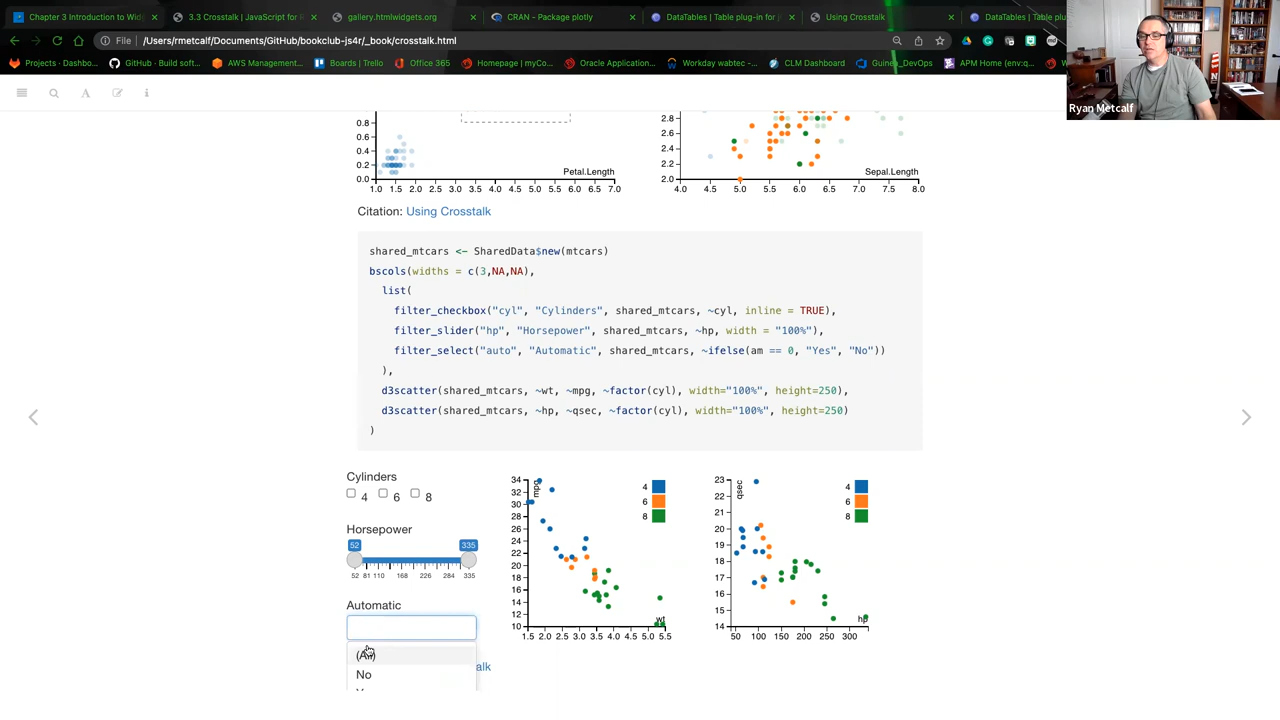 Chapter 3 Introduction to Wid
3.3 Crosstalk | JavaScript for
gallery.htmlwidgets.org
CRAN - Package plotly
DataTables | Table plug-in for j
Using Crosstalk
DataTables | Table plu
File /Users/rmetcalf/Documents/GitHub/bookclub-js4r/_book/crosstalk.html
Projects · Dashbo...
GitHub · Build soft...
AWS Management...
Boards | Trello
Office 365
Homepage | myCo...
Oracle Application...
Workday wabtec -...
CLM Dashboard
Guinea_DevOps
APM Home (env:q...
Ryan Metcalf
0.8
0.6
0.4
0.2
0.0
Petal.Length
1.0 1.5 2.0 2.5 3.0 3.5 4.0 4.5 5.0 5.5 6.0 6.5 7.0
2.8
2.6
2.4
2.2
2.0
Sepal.Length
4.0 4.5 5.0 5.5 6.0 6.5 7.0 7.5 8.0
Citation: Using Crosstalk
shared_mtcars <- SharedData$new(mtcars)
bscols(widths = c(3,NA,NA),
list(
filter_checkbox("cyl", "Cylinders", shared_mtcars, ~cyl, inline = TRUE),
filter_slider("hp", "Horsepower", shared_mtcars, ~hp, width = "100%"),
filter_select("auto", "Automatic", shared_mtcars, ~ifelse(am == 0, "Yes", "No"))
),
d3scatter(shared_mtcars, ~wt, ~mpg, ~factor(cyl), width="100%", height=250),
d3scatter(shared_mtcars, ~hp, ~qsec, ~factor(cyl), width="100%", height=250)
)
Cylinders
4 6 8
Horsepower
52 335
52 81 110 168 226 284 335
Automatic
No
alk
34
32
30
28
26
24
22
20
18
16
14
12
10
mpg
4
6
8
wt
1.5 2.0 2.5 3.0 3.5 4.0 4.5 5.0 5.5
23
22
21
20
19
18
17
16
15
14
qsec
4
6
8
hp
50 100 150 200 250 300